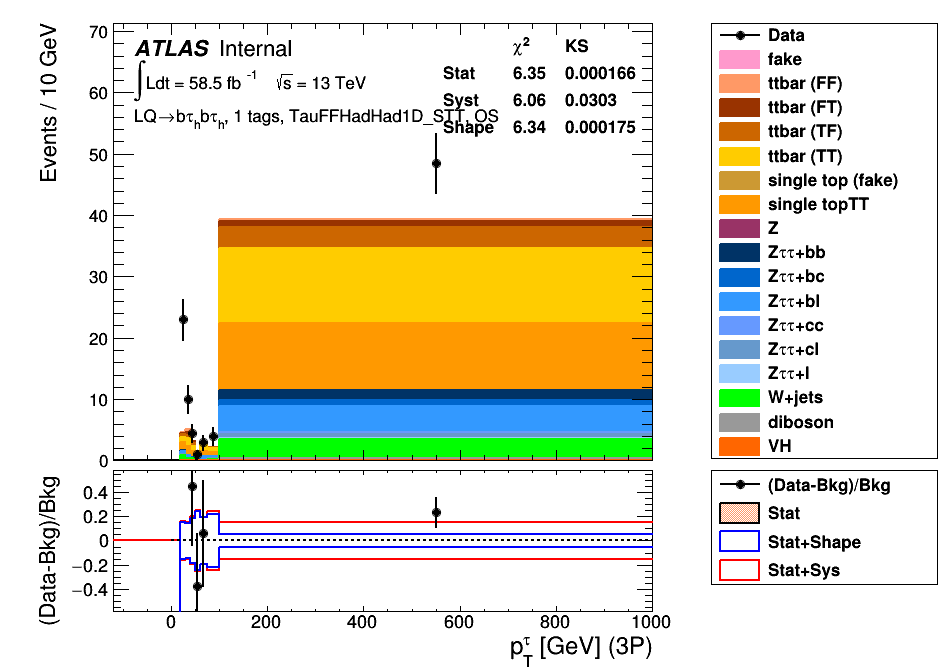 Events / 10 GeV
70
60
50
40
30
20
10
0
ATLAS Internal
∫Ldt = 58.5 fb⁻¹ √s = 13 TeV
LQ→bτₕbτₕ, 1 tags, TauFFHadHad1D_STT, OS
χ² KS
Stat 6.35 0.000166
Syst 6.06 0.0303
Shape 6.34 0.000175
Data
fake
ttbar (FF)
ttbar (FT)
ttbar (TF)
ttbar (TT)
single top (fake)
single topTT
Z
Zττ+bb
Zττ+bc
Zττ+bl
Zττ+cc
Zττ+cl
Zττ+l
W+jets
diboson
VH
(Data-Bkg)/Bkg
0.4
0.2
0
−0.2
−0.4
0 200 400 600 800 1000
p_T^τ [GeV] (3P)
(Data-Bkg)/Bkg
Stat
Stat+Shape
Stat+Sys